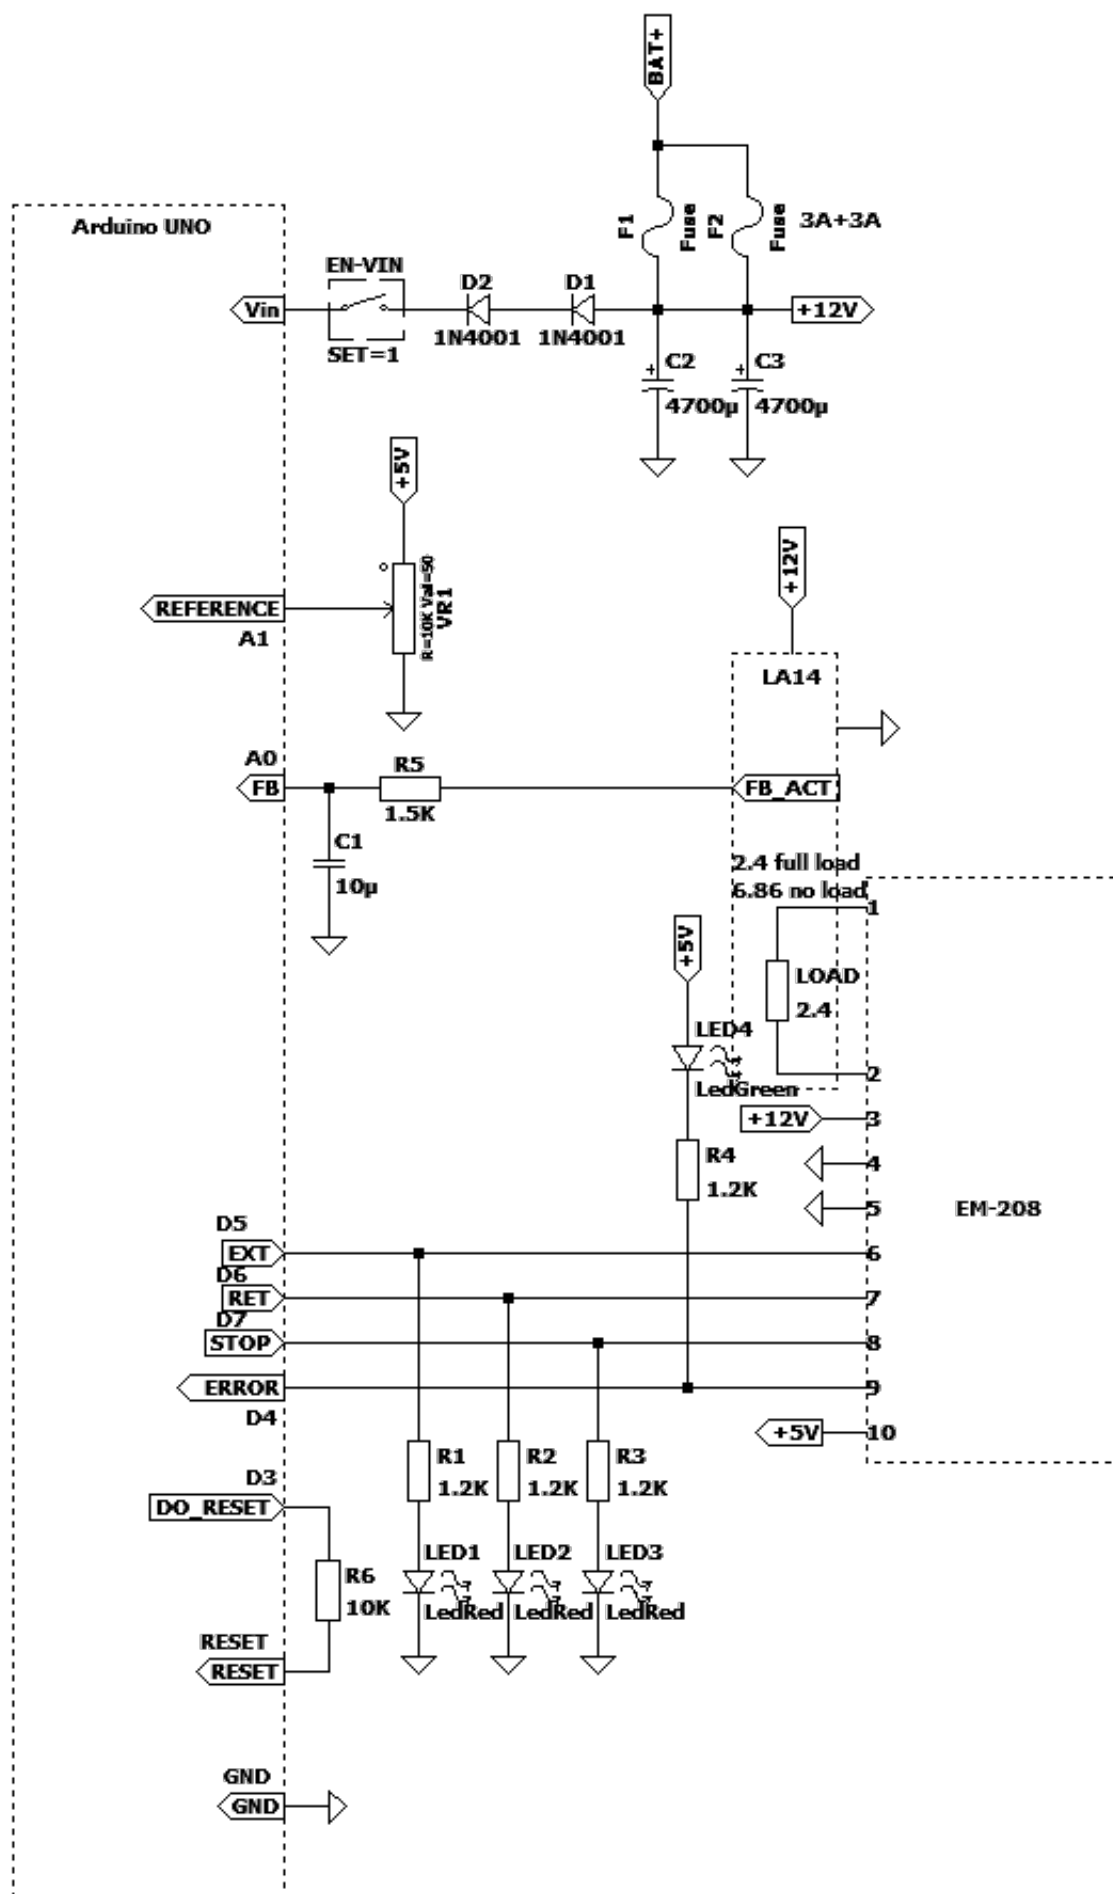 BAT+
Arduino UNO
F1
Fuse
F2
Fuse
3A+3A
EN-VIN
D2
D1
Vin
+12V
SET=1
1N4001
1N4001
C2
C3
+
+
4700µ
4700µ
+5V
+12V
R=10K Val=50
VR1
REFERENCE
A1
LA14
A0
R5
FB
FB_ACT
1.5K
C1
10µ
2.4 full load
6.86 no load
1
+5V
LOAD
2.4
LED4
2
LedGreen
+12V
3
R4
4
1.2K
5
EM-208
D5
EXT
6
D6
RET
7
D7
STOP
8
ERROR
9
D4
+5V
10
R1
R2
R3
D3
1.2K
1.2K
1.2K
DO_RESET
LED1
LED2
LED3
R6
10K
LedRed
LedRed
LedRed
RESET
RESET
GND
GND